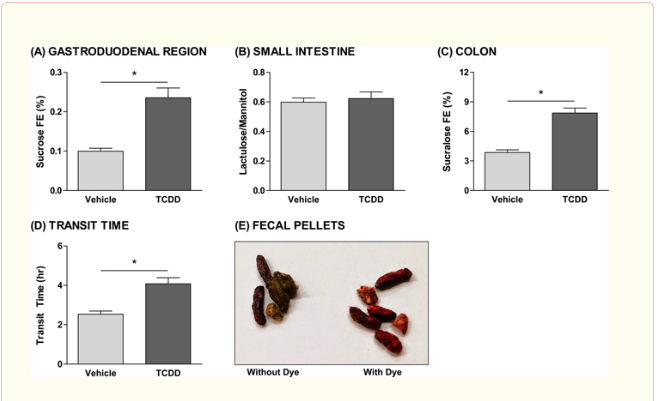 (A) GASTRODUODENAL REGION
0.3
0.2
0.1
0.0
Sucrose FE (%)
*
Vehicle
TCDD
(B) SMALL INTESTINE
0.8
0.6
0.4
0.2
0.0
Lactulose/Mannitol
Vehicle
TCDD
(C) COLON
12
9
6
3
0
Sucralose FE (%)
*
Vehicle
TCDD
(D) TRANSIT TIME
6
4
2
0
Transit Time (hr)
*
Vehicle
TCDD
(E) FECAL PELLETS
Without Dye
With Dye